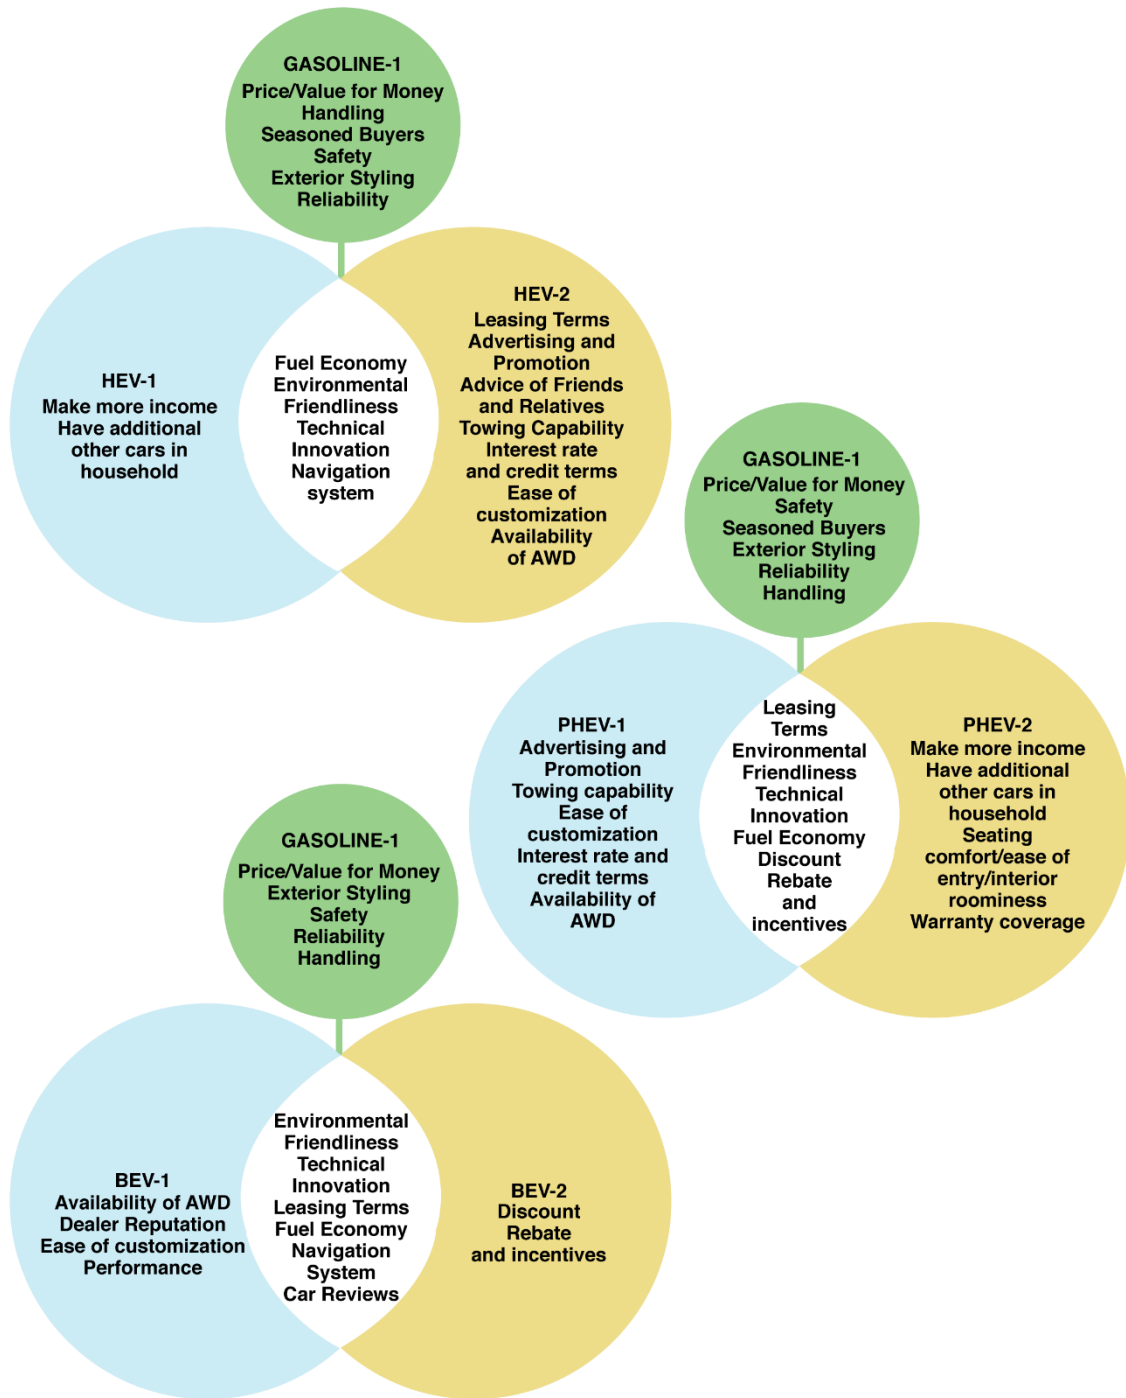 GASOLINE-1
Price/Value for Money
Handling
Seasoned Buyers
Safety
Exterior Styling
Reliability
HEV-1
Make more income
Have additional
other cars in
household
Fuel Economy
Environmental
Friendliness
Technical
Innovation
Navigation
system
HEV-2
Leasing Terms
Advertising and
Promotion
Advice of Friends
and Relatives
Towing Capability
Interest rate
and credit terms
Ease of
customization
Availability
of AWD
GASOLINE-1
Price/Value for Money
Safety
Seasoned Buyers
Exterior Styling
Reliability
Handling
PHEV-1
Advertising and
Promotion
Towing capability
Ease of
customization
Interest rate and
credit terms
Availability of
AWD
Leasing
Terms
Environmental
Friendliness
Technical
Innovation
Fuel Economy
Discount
Rebate
and
incentives
PHEV-2
Make more income
Have additional
other cars in
household
Seating
comfort/ease of
entry/interior
roominess
Warranty coverage
GASOLINE-1
Price/Value for Money
Exterior Styling
Safety
Reliability
Handling
BEV-1
Availability of AWD
Dealer Reputation
Ease of customization
Performance
Environmental
Friendliness
Technical
Innovation
Leasing Terms
Fuel Economy
Navigation
System
Car Reviews
BEV-2
Discount
Rebate
and incentives